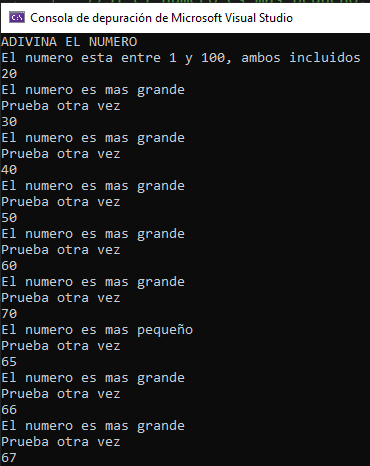 Consola de depuración de Microsoft Visual Studio
ADIVINA EL NUMERO
El numero esta entre 1 y 100, ambos incluidos
20
El numero es mas grande
Prueba otra vez
30
El numero es mas grande
Prueba otra vez
40
El numero es mas grande
Prueba otra vez
50
El numero es mas grande
Prueba otra vez
60
El numero es mas grande
Prueba otra vez
70
El numero es mas pequeño
Prueba otra vez
65
El numero es mas grande
Prueba otra vez
66
El numero es mas grande
Prueba otra vez
67